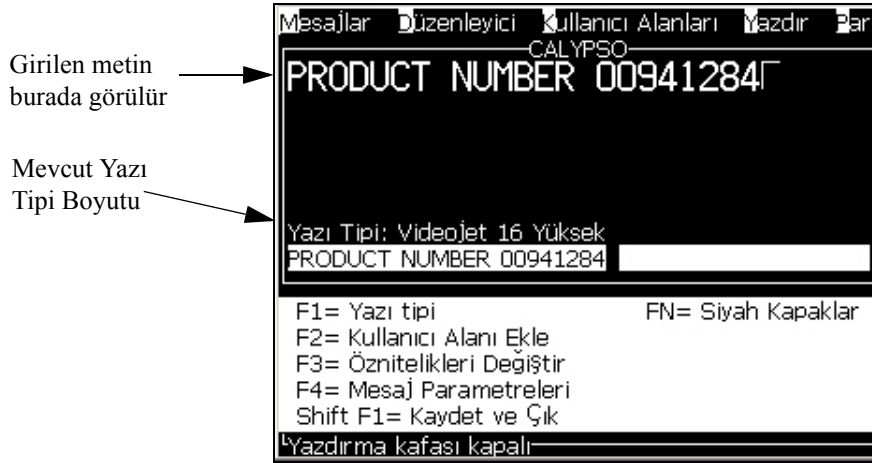 Mesajlar Düzenleyici Kullanıcı Alanları Yazdır Par
CALYPSO
Girilen metin
burada görülür
PRODUCT NUMBER 00941284
Mevcut Yazı
Tipi Boyutu
Yazı Tipi: Videojet 16 Yüksek
PRODUCT NUMBER 00941284
F1= Yazı tipi FN= Siyah Kapaklar
F2= Kullanıcı Alanı Ekle
F3= Öznitelikleri Değiştir
F4= Mesaj Parametreleri
Shift F1= Kaydet ve Çık
Yazdırma kafası kapalı